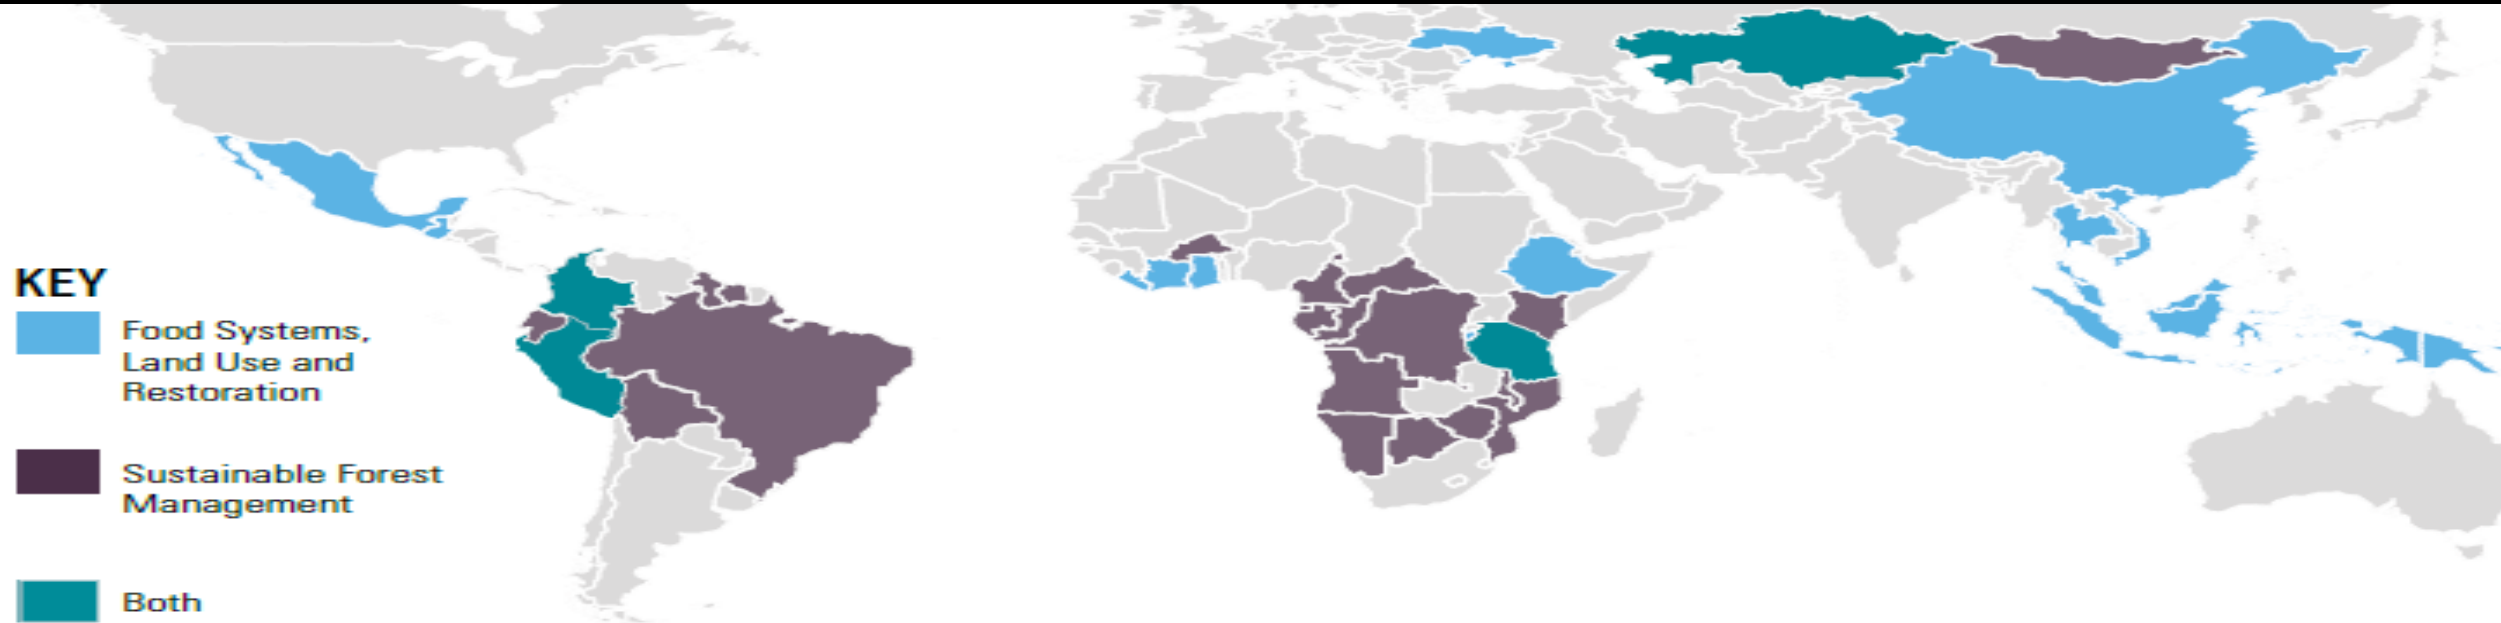 KEY
Food Systems,
Land Use and
Restoration
Sustainable Forest
Management
Both